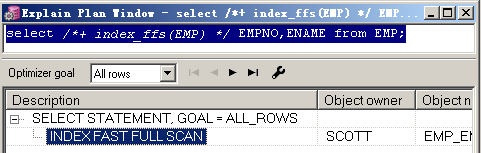 Explain Plan Window - select /*+ index_ffs(EMP) */ EMP...
select /*+ index_ffs(EMP) */ EMPNO,ENAME from EMP;
Optimizer goal All rows
Description Object owner Object n
SELECT STATEMENT, GOAL = ALL_ROWS
INDEX FAST FULL SCAN SCOTT EMP_EN